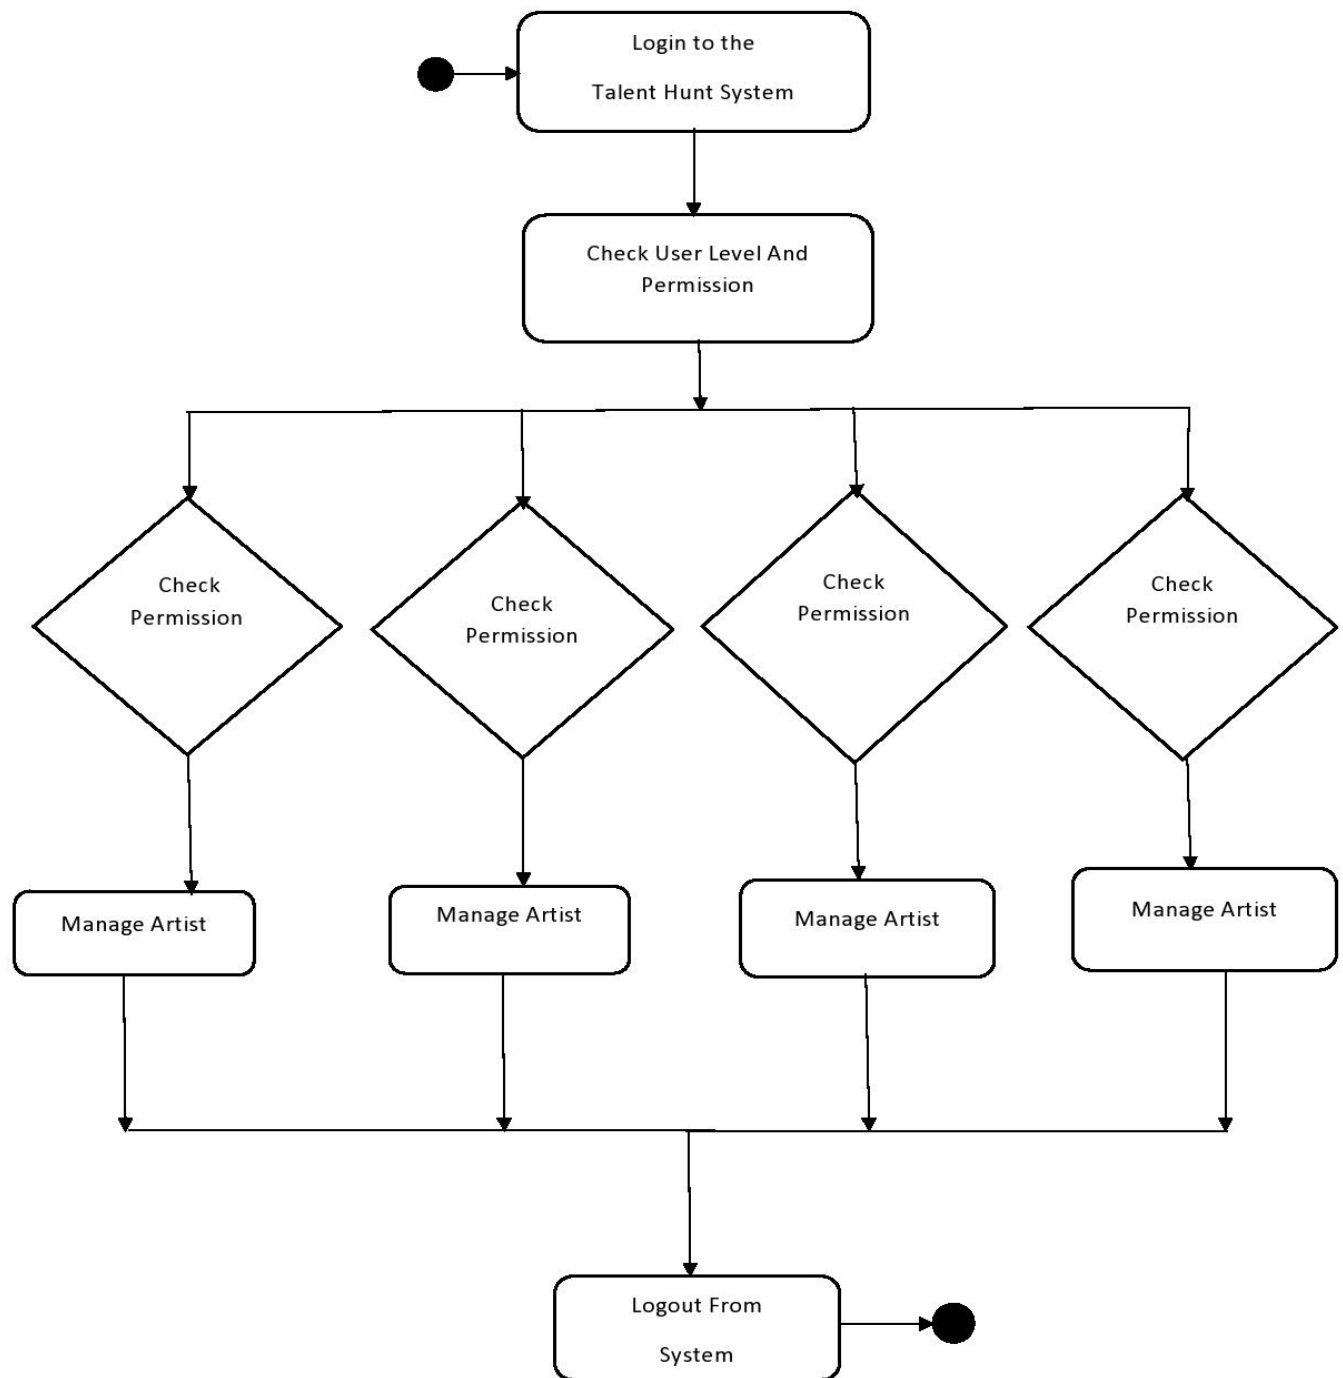 Login to the
Talent Hunt System
Check User Level And
Permission
Check
Permission
Check
Permission
Check
Permission
Check
Permission
Manage Artist
Manage Artist
Manage Artist
Manage Artist
Logout From
System